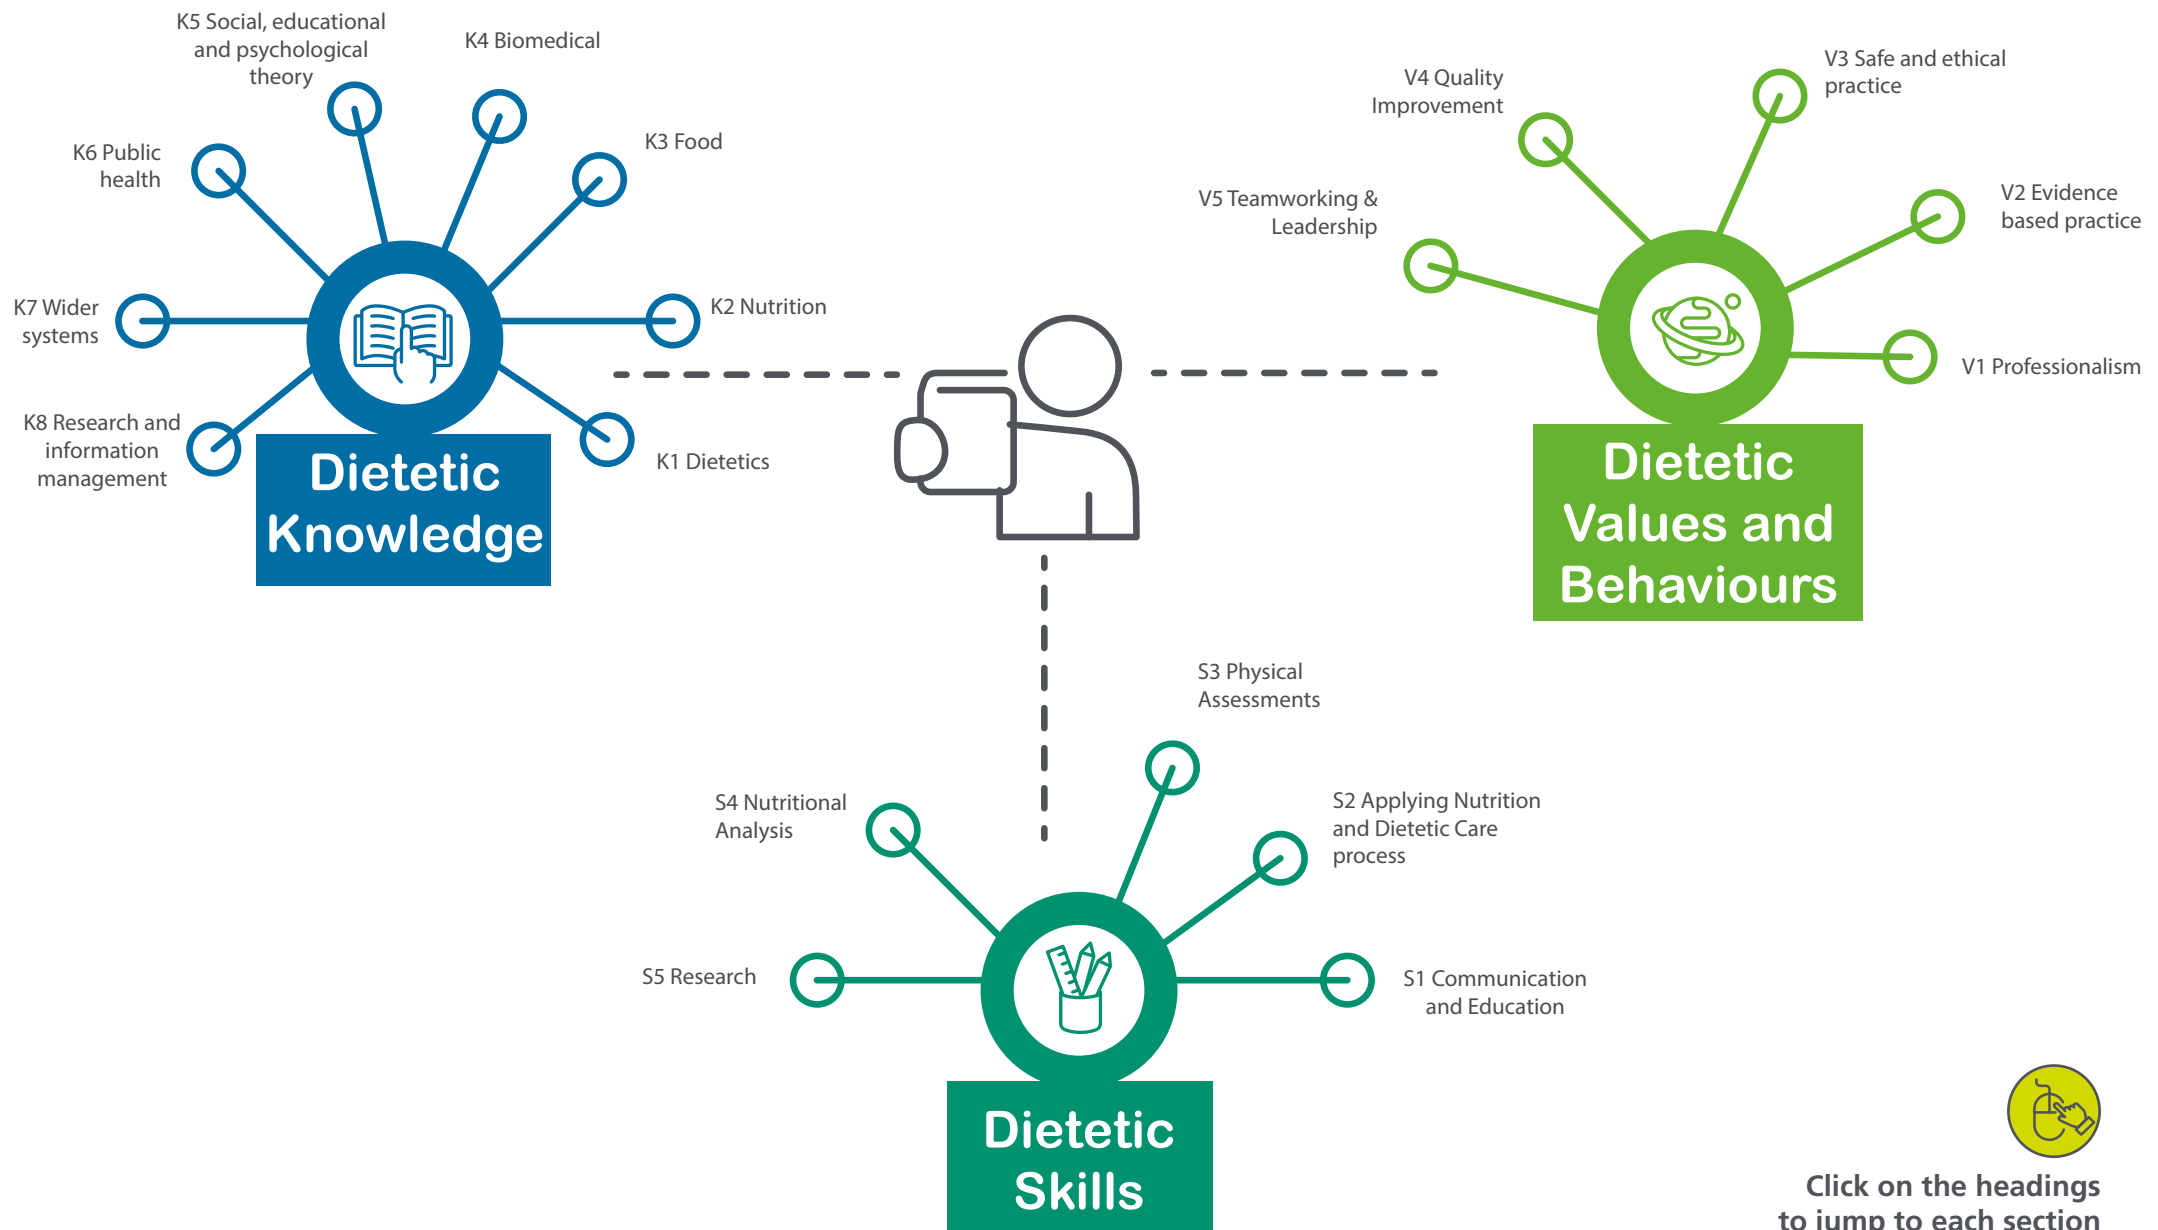 K5 Social, educational
and psychological
theory
K4 Biomedical
K3 Food
K6 Public
health
K2 Nutrition
K7 Wider
systems
K8 Research and
information
management
K1 Dietetics
Dietetic
Knowledge
V3 Safe and ethical
practice
V4 Quality
Improvement
V2 Evidence
based practice
V5 Teamworking &
Leadership
V1 Professionalism
Dietetic
Values and
Behaviours
S3 Physical
Assessments
S4 Nutritional
Analysis
S2 Applying Nutrition
and Dietetic Care
process
S5 Research
S1 Communication
and Education
Dietetic
Skills
Click on the headings
to jump to each section